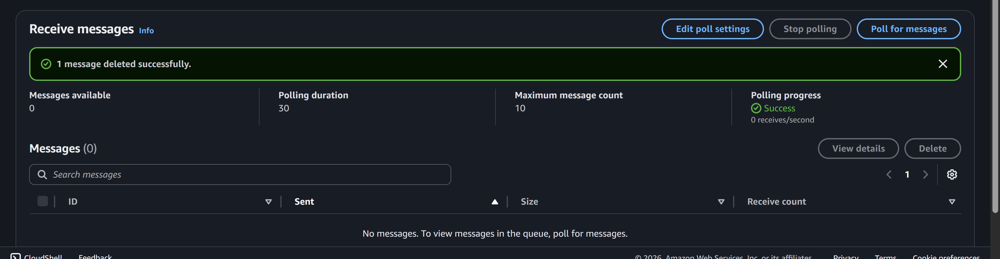 Receive messages Info
Edit poll settings
Stop polling
Poll for messages
1 message deleted successfully.
Messages available
0
Polling duration
30
Maximum message count
10
Polling progress
Success
0 receives/second
Messages (0)
View details
Delete
Search messages
1
ID
Sent
Size
Receive count
No messages. To view messages in the queue, poll for messages.
CloudShell
Feedback
© 2026, Amazon Web Services, Inc. or its affiliates.
Privacy
Terms
Cookie preferences